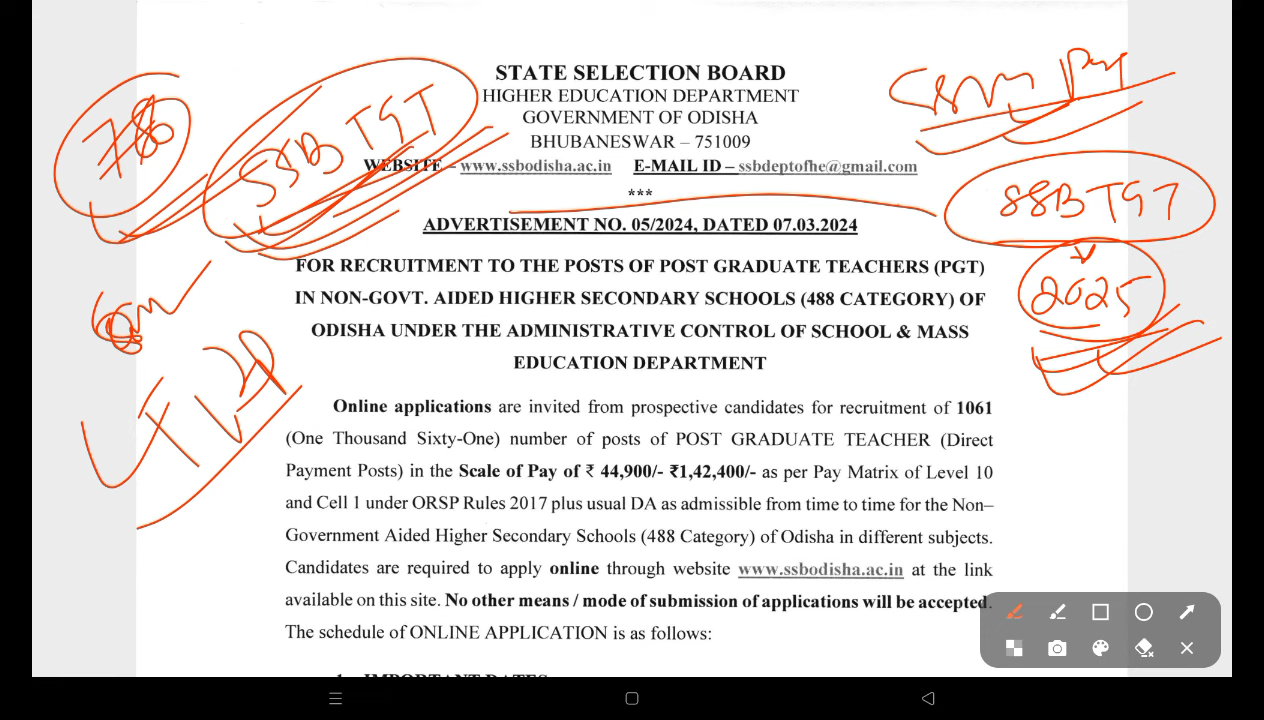 STATE SELECTION BOARD
HIGHER EDUCATION DEPARTMENT
GOVERNMENT OF ODISHA
BHUBANESWAR – 751009
WEBSITE – www.ssbodisha.ac.in E-MAIL ID – ssbdeptofhe@gmail.com
***
ADVERTISEMENT NO. 05/2024, DATED 07.03.2024
FOR RECRUITMENT TO THE POSTS OF POST GRADUATE TEACHERS (PGT)
IN NON-GOVT. AIDED HIGHER SECONDARY SCHOOLS (488 CATEGORY) OF
ODISHA UNDER THE ADMINISTRATIVE CONTROL OF SCHOOL & MASS
EDUCATION DEPARTMENT
Online applications are invited from prospective candidates for recruitment of 1061
(One Thousand Sixty-One) number of posts of POST GRADUATE TEACHER (Direct
Payment Posts) in the Scale of Pay of ₹ 44,900/- ₹1,42,400/- as per Pay Matrix of Level 10
and Cell 1 under ORSP Rules 2017 plus usual DA as admissible from time to time for the Non–
Government Aided Higher Secondary Schools (488 Category) of Odisha in different subjects.
Candidates are required to apply online through website www.ssbodisha.ac.in at the link
available on this site. No other means / mode of submission of applications will be accepted.
The schedule of ONLINE APPLICATION is as follows:
1. IMPORTANT DATES
SSB TGT
SSB TGT
2025